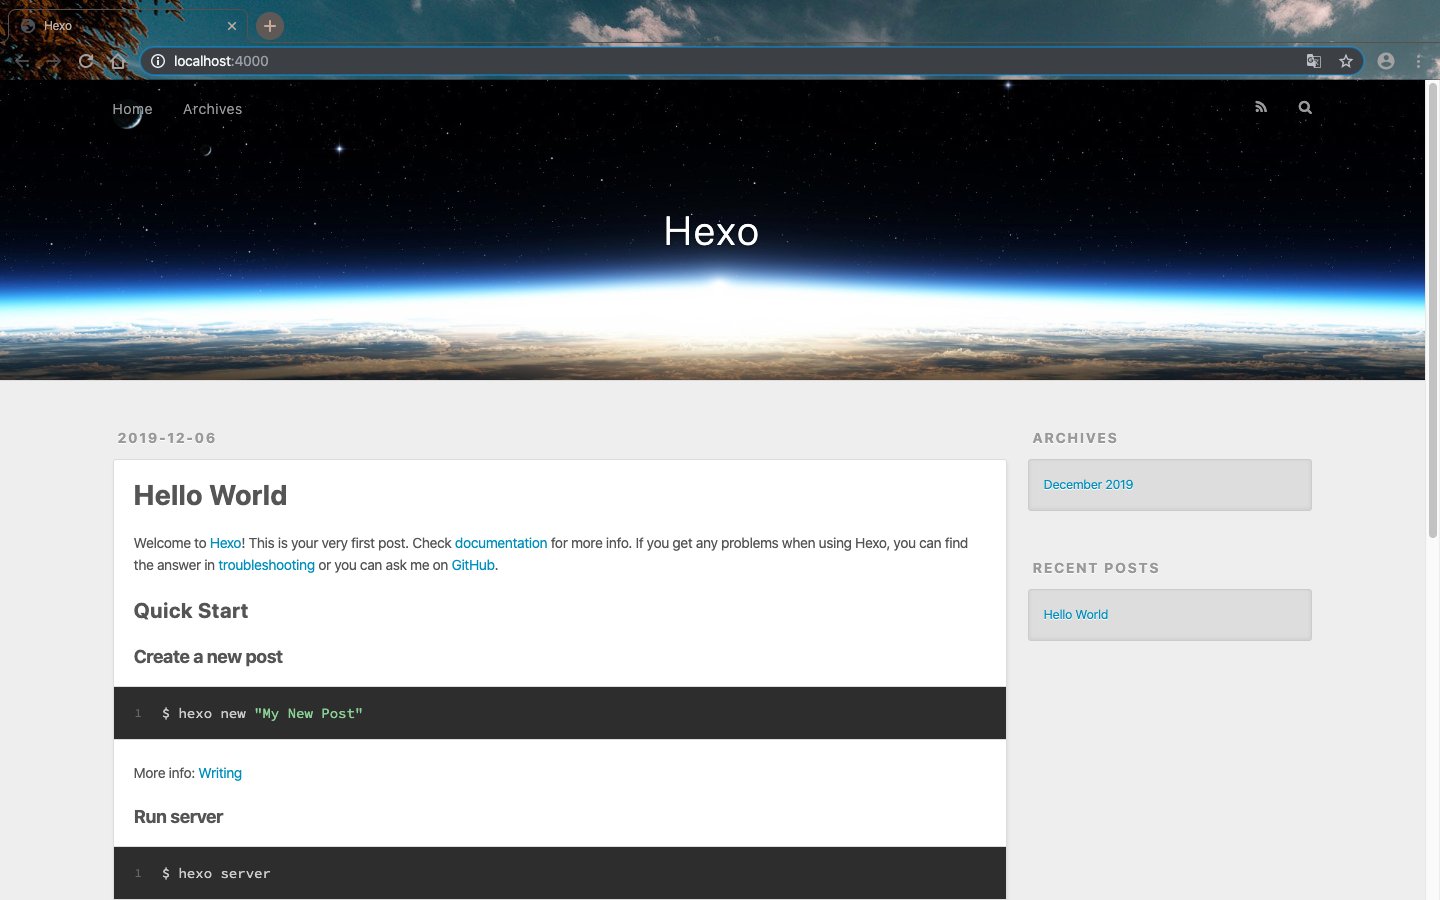 Hexo
localhost:4000
Home Archives
Hexo
2019-12-06
Hello World
Welcome to Hexo! This is your very first post. Check documentation for more info. If you get any problems when using Hexo, you can find
the answer in troubleshooting or you can ask me on GitHub.
Quick Start
Create a new post
1 $ hexo new "My New Post"
More info: Writing
Run server
1 $ hexo server
ARCHIVES
December 2019
RECENT POSTS
Hello World